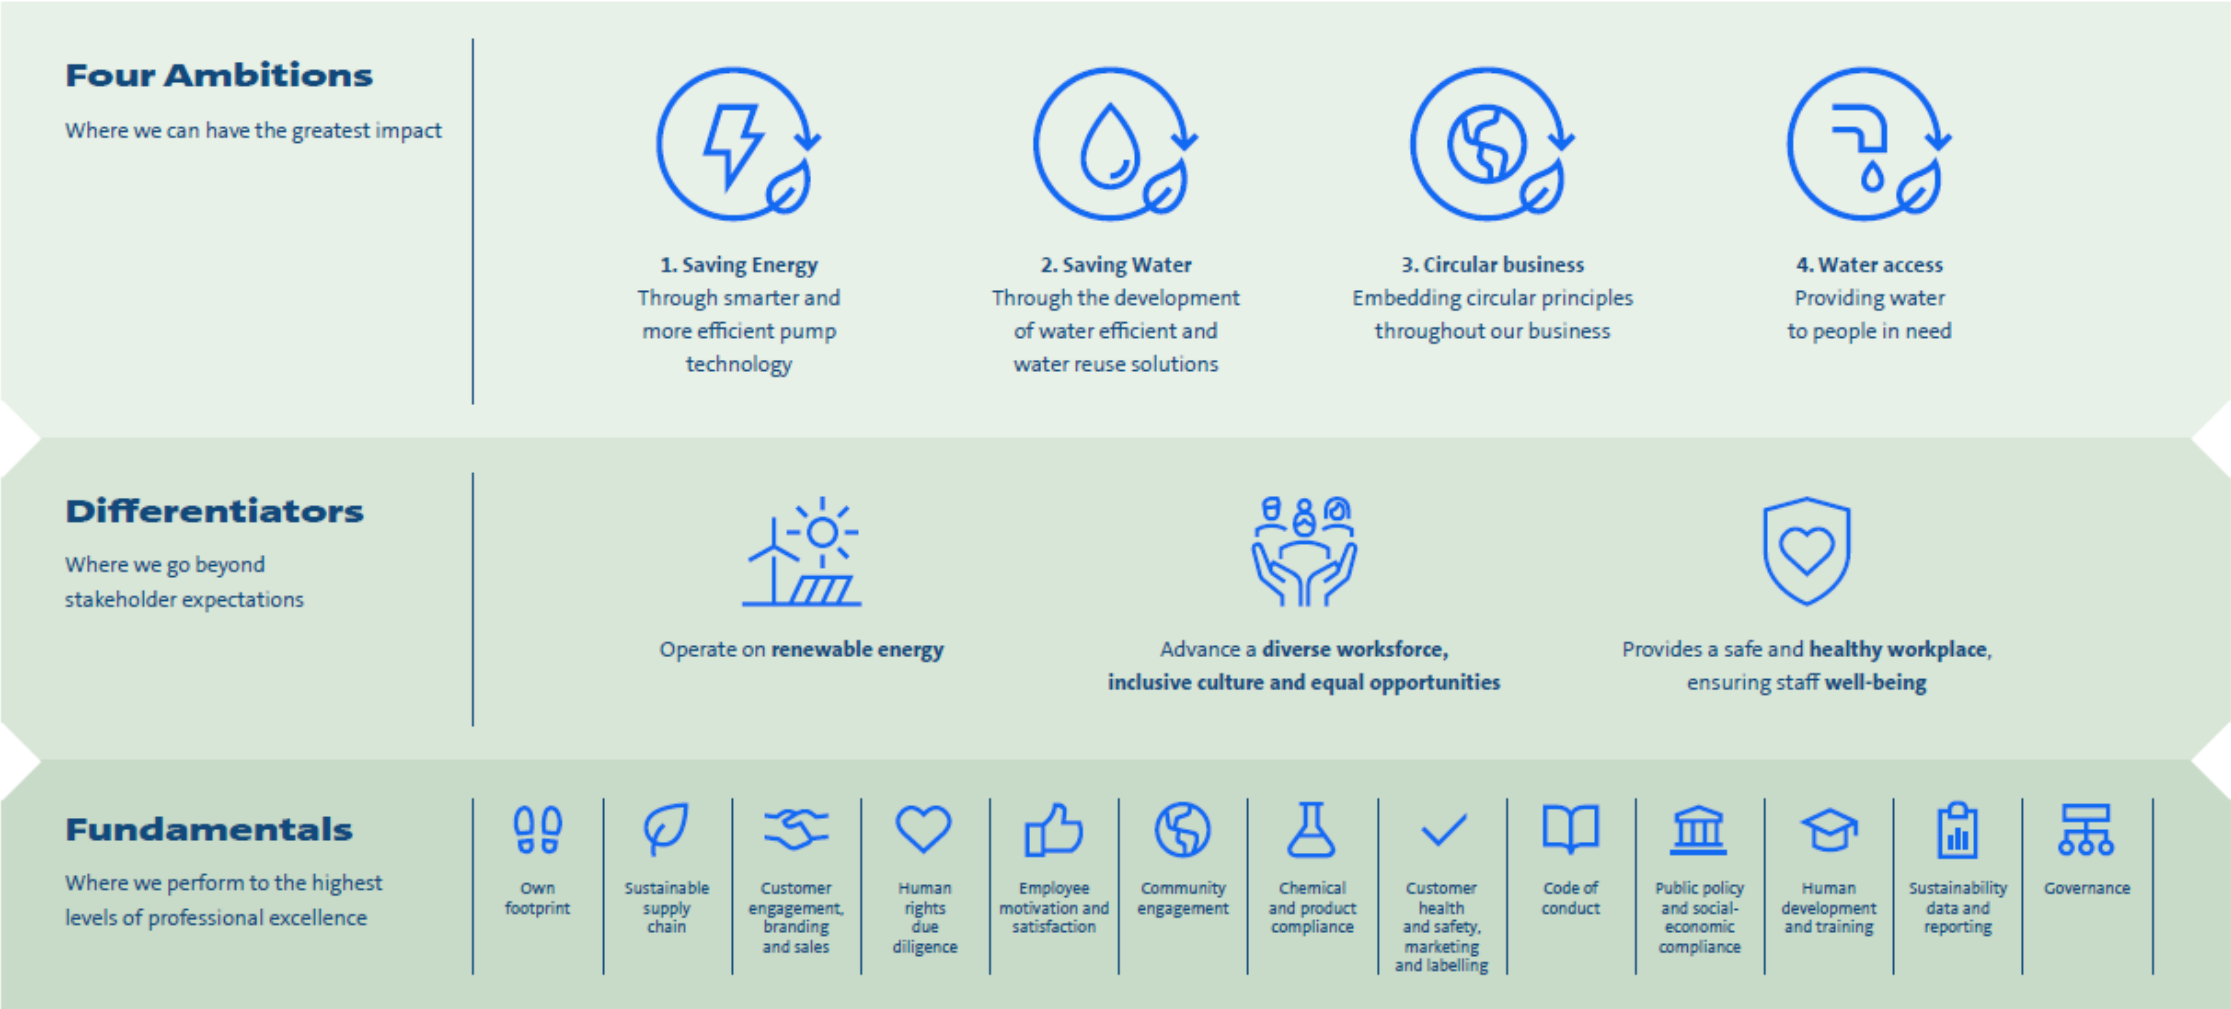 Four Ambitions
Where we can have the greatest impact
1. Saving Energy
Through smarter and
more efficient pump
technology
2. Saving Water
Through the development
of water efficient and
water reuse solutions
3. Circular business
Embedding circular principles
throughout our business
4. Water access
Providing water
to people in need
Differentiators
Where we go beyond
stakeholder expectations
Operate on renewable energy
Advance a diverse worksforce,
inclusive culture and equal opportunities
Provides a safe and healthy workplace,
ensuring staff well-being
Fundamentals
Where we perform to the highest
levels of professional excellence
Own
footprint
Sustainable
supply
chain
Customer
engagement,
branding
and sales
Human
rights
due
diligence
Employee
motivation and
satisfaction
Community
engagement
Chemical
and product
compliance
Customer
health
and safety,
marketing
and labelling
Code of
conduct
Public policy
and social-
economic
compliance
Human
development
and training
Sustainability
data and
reporting
Governance